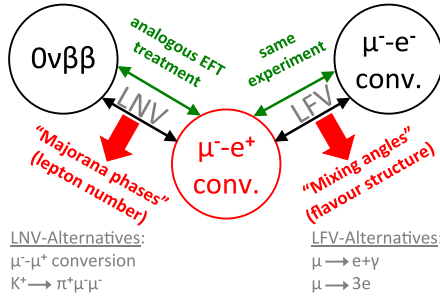 0νββ
analogous EFT
treatment
same
experiment
μ⁻-e⁻
conv.
LNV
LFV
μ⁻-e⁺
conv.
“Majorana phases”
(lepton number)
“Mixing angles”
(flavour structure)
LNV-Alternatives:
μ⁻-μ⁺ conversion
K⁺→ π⁺μ⁻μ⁻
LFV-Alternatives:
μ → e+γ
μ → 3e